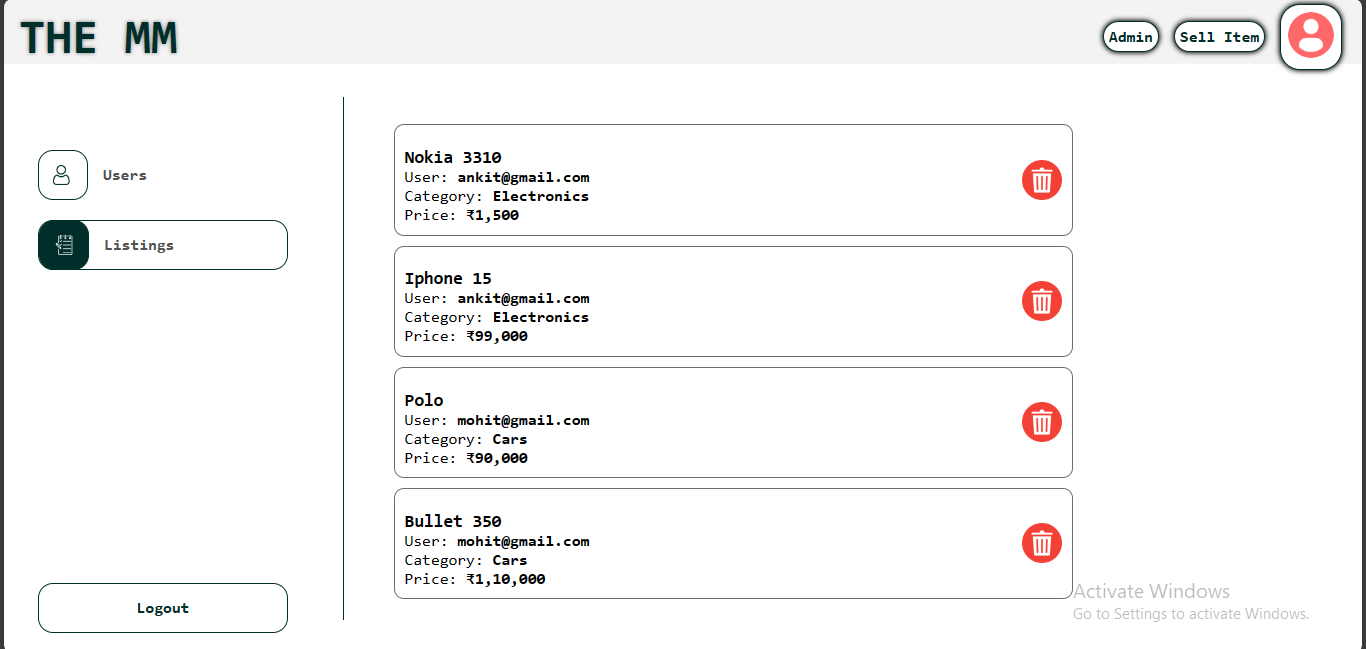 THE MM
Admin
Sell Item
Users
Listings
Logout
Nokia 3310
User: ankit@gmail.com
Category: Electronics
Price: ₹1,500
Iphone 15
User: ankit@gmail.com
Category: Electronics
Price: ₹99,000
Polo
User: mohit@gmail.com
Category: Cars
Price: ₹90,000
Bullet 350
User: mohit@gmail.com
Category: Cars
Price: ₹1,10,000
Activate Windows
Go to Settings to activate Windows.